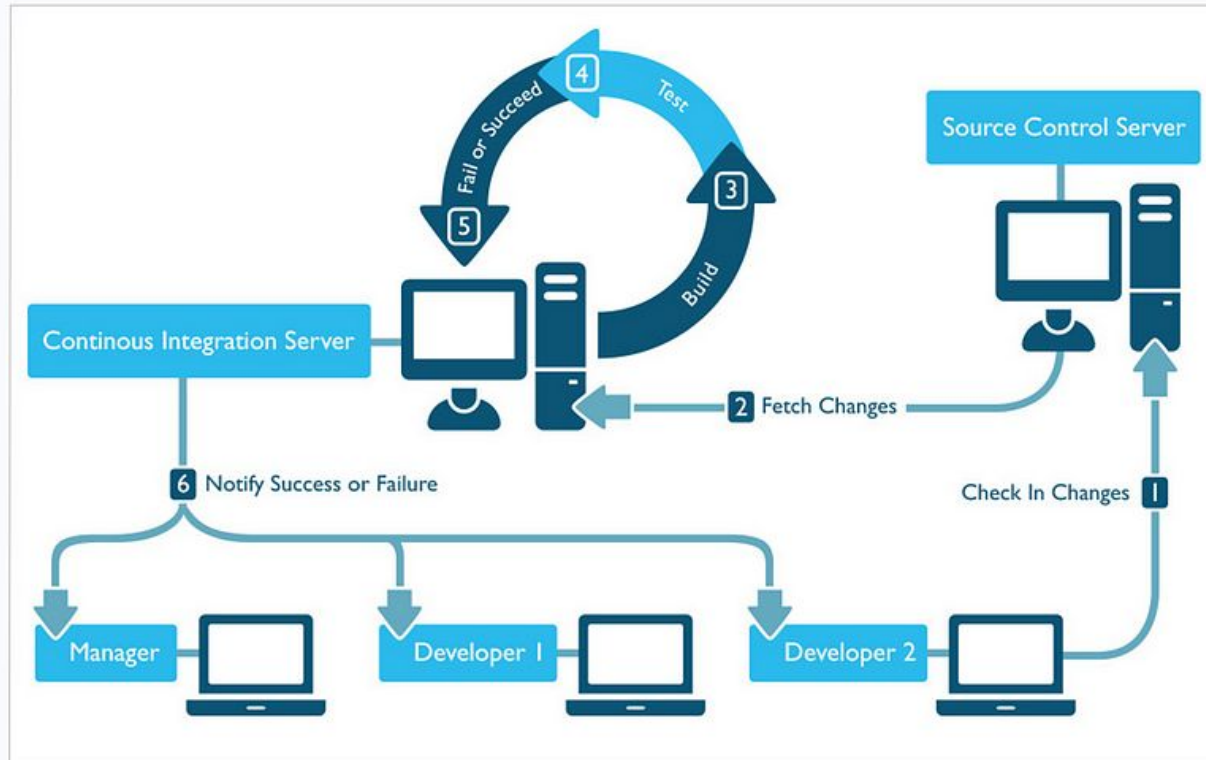 4
Test
Fail or Succeed
Source Control Server
3
5
Build
Continous Integration Server
2 Fetch Changes
6 Notify Success or Failure
Check In Changes 1
Manager
Developer 1
Developer 2